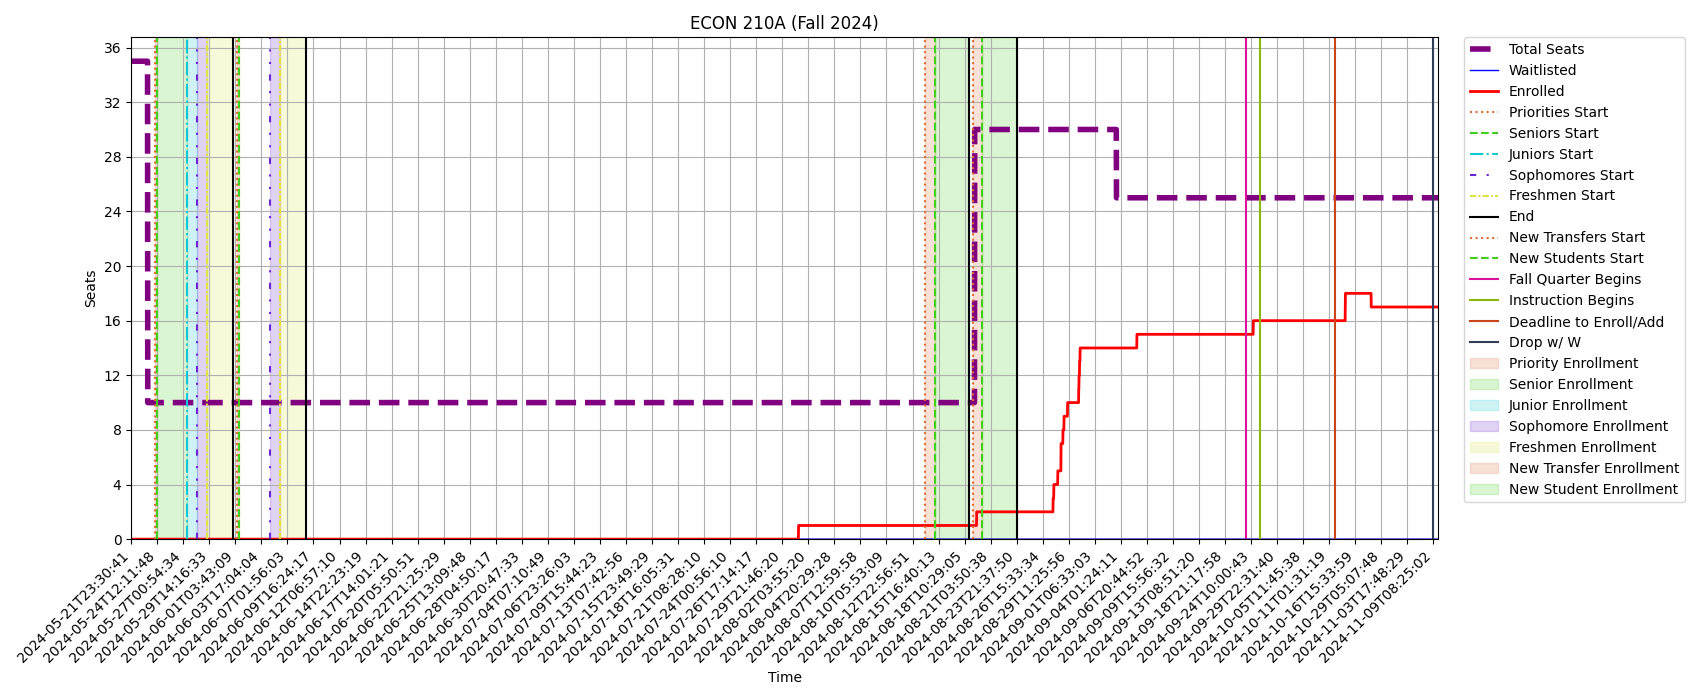 ECON 210A (Fall 2024)
36
32
28
24
20
16
12
8
4
0
Seats
2024-05-21T23:30:41
2024-05-24T12:11:48
2024-05-27T00:54:34
2024-05-29T14:16:33
2024-06-01T03:43:09
2024-06-03T17:04:04
2024-06-07T01:56:03
2024-06-09T16:24:17
2024-06-12T06:57:10
2024-06-14T22:23:19
2024-06-17T14:01:21
2024-06-20T05:50:51
2024-06-22T21:25:29
2024-06-25T13:09:48
2024-06-28T04:50:17
2024-06-30T20:47:33
2024-07-04T07:10:49
2024-07-06T23:26:03
2024-07-09T15:44:23
2024-07-13T07:42:56
2024-07-15T23:49:29
2024-07-18T16:05:31
2024-07-21T08:28:10
2024-07-24T00:56:10
2024-07-26T17:14:17
2024-07-29T21:46:20
2024-08-02T03:55:20
2024-08-04T20:29:28
2024-08-07T12:59:58
2024-08-10T05:53:09
2024-08-12T22:56:51
2024-08-15T16:40:13
2024-08-18T10:29:05
2024-08-21T03:50:38
2024-08-23T21:37:50
2024-08-26T15:33:34
2024-08-29T11:25:56
2024-09-01T06:33:03
2024-09-04T01:24:11
2024-09-06T20:44:52
2024-09-10T15:56:32
2024-09-13T08:51:20
2024-09-18T21:17:58
2024-09-24T10:00:43
2024-09-29T22:31:40
2024-10-05T11:45:38
2024-10-11T01:31:19
2024-10-16T15:33:59
2024-10-29T05:07:48
2024-11-03T17:48:29
2024-11-09T08:25:02
Time
Total Seats
Waitlisted
Enrolled
Priorities Start
Seniors Start
Juniors Start
Sophomores Start
Freshmen Start
End
New Transfers Start
New Students Start
Fall Quarter Begins
Instruction Begins
Deadline to Enroll/Add
Drop w/ W
Priority Enrollment
Senior Enrollment
Junior Enrollment
Sophomore Enrollment
Freshmen Enrollment
New Transfer Enrollment
New Student Enrollment